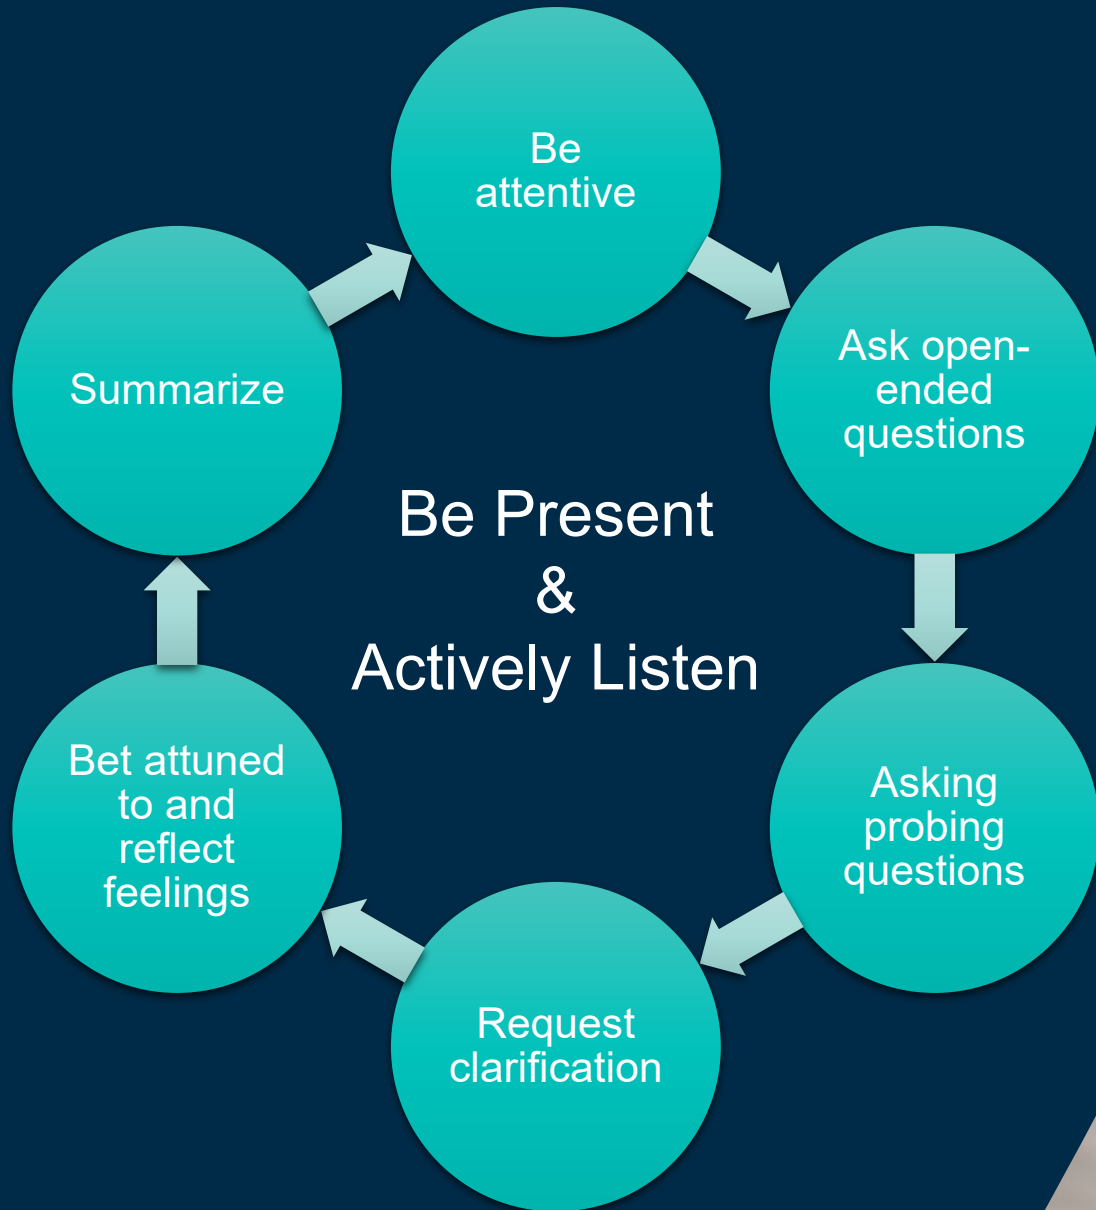 Be
attentive
Ask open-
ended
questions
Asking
probing
questions
Request
clarification
Bet attuned
to and
reflect
feelings
Summarize
Be Present
&
Actively Listen